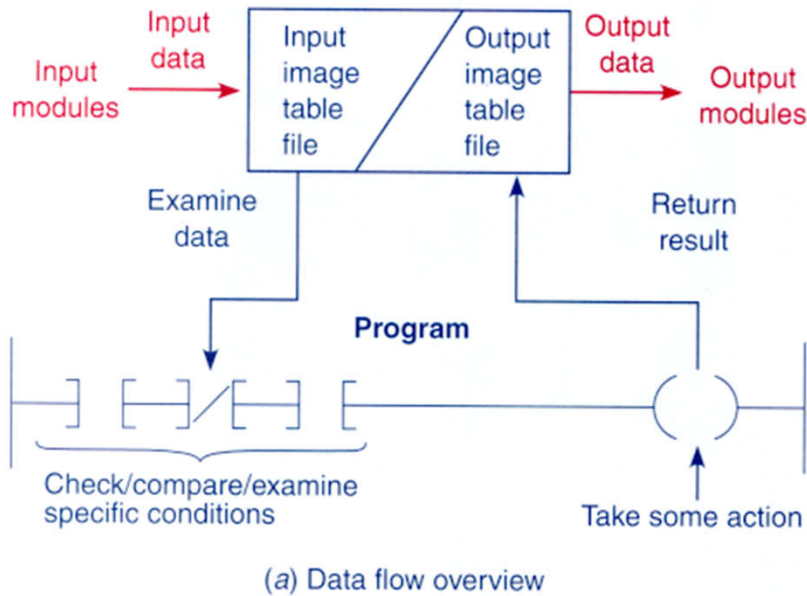 Input
data
Input
modules
Input
image
table
file
Output
image
table
file
Output
data
Output
modules
Examine
data
Return
result
Program
Check/compare/examine
specific conditions
Take some action
(a) Data flow overview